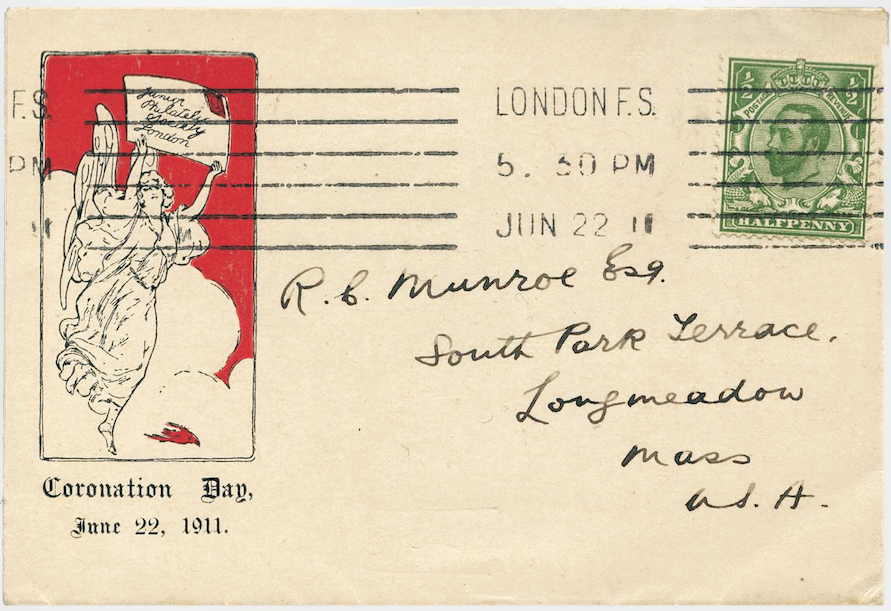 F.S.
PM
11
Junior
Philatelic
Society
London
LONDON F.S.
5. 30 PM
JUN 22 11
1/2
1/2
POSTAGE
REVENUE
HALFPENNY
R. C. Munroe Esq.
South Park Terrace.
Longmeadow
Mass
U.S.A.
Coronation Day,
June 22, 1911.